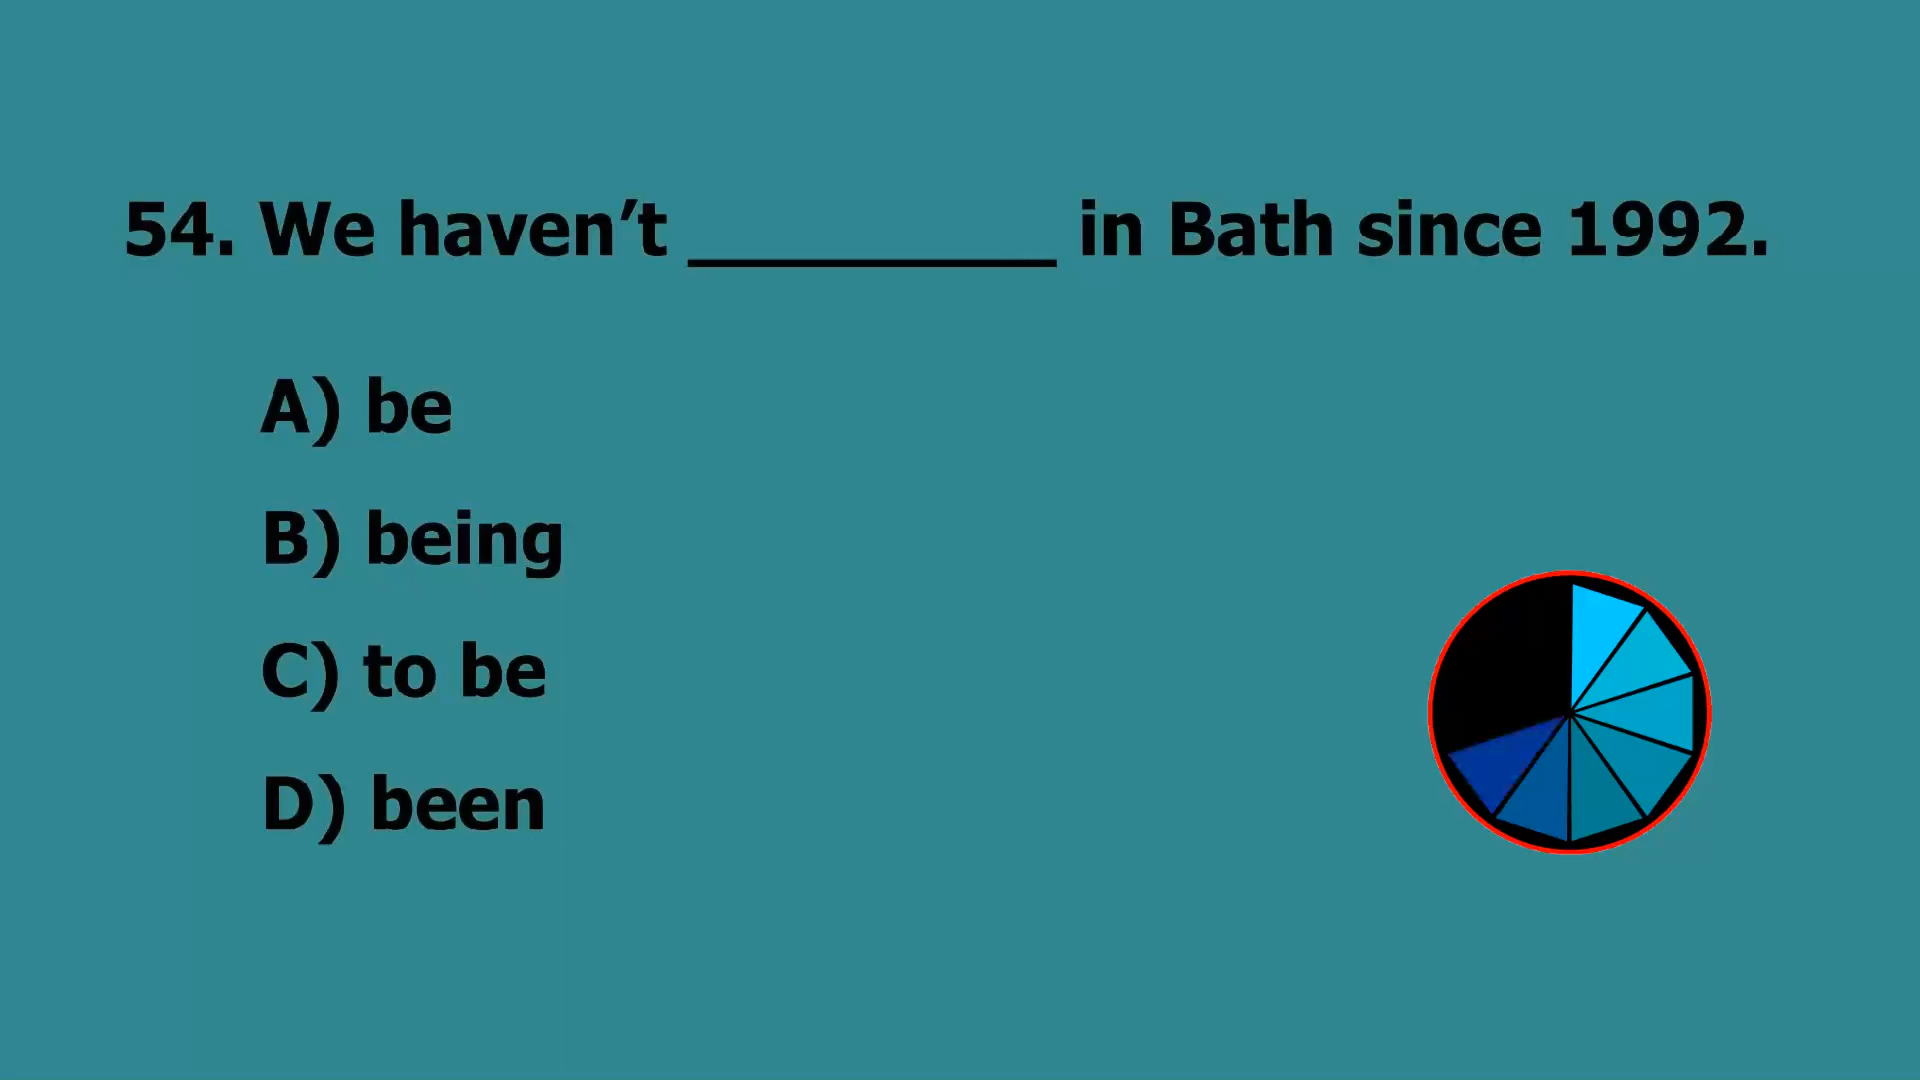 54. We haven’t __________ in Bath since 1992.
A) be
B) being
C) to be
D) been